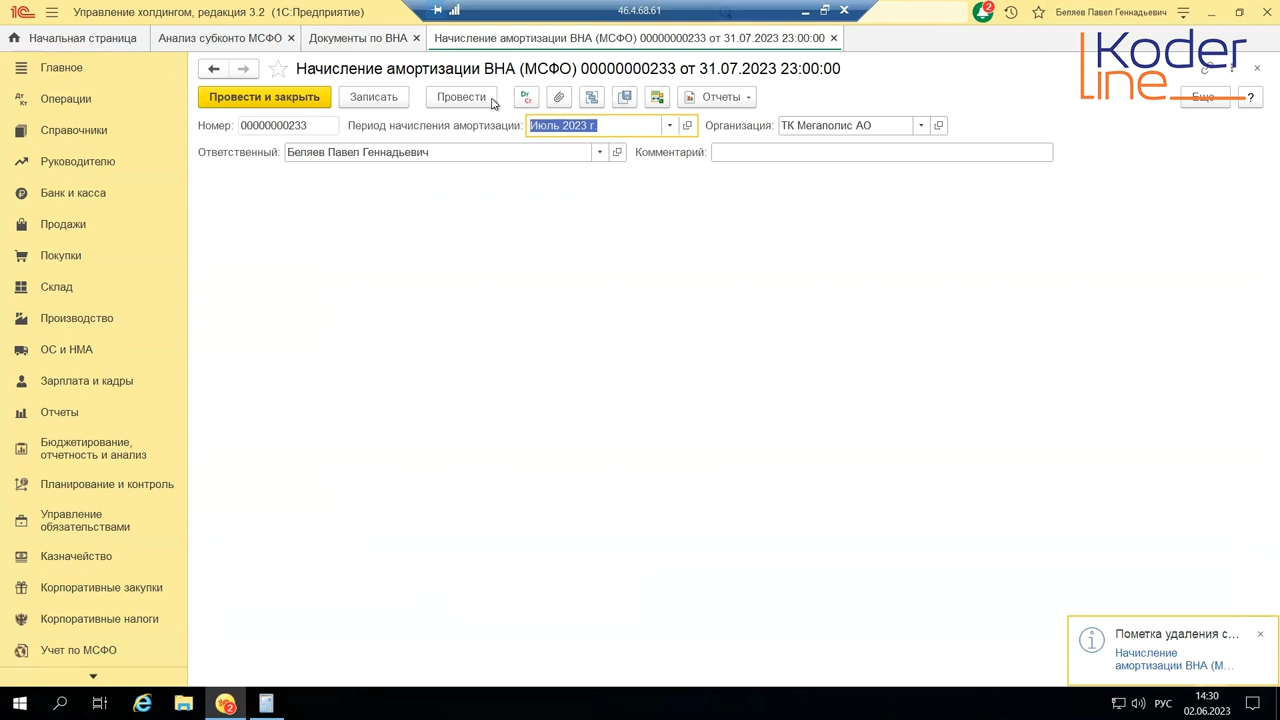 Управление холдингом, редакция 3.2 (1С:Предприятие)
46.4.68.61
2
Беляев Павел Геннадьевич
Начальная страница
Анализ субконто МСФО ×
Документы по ВНА ×
Начисление амортизации ВНА (МСФО) 00000000233 от 31.07.2023 23:00:00 ×
Koder
line
Начисление амортизации ВНА (МСФО) 00000000233 от 31.07.2023 23:00:00
Провести и закрыть
Записать
Провести
Отчеты
Еще
?
Номер: 00000000233
Период начисления амортизации: Июль 2023 г.
Организация: ТК Мегаполис АО
Ответственный: Беляев Павел Геннадьевич
Комментарий:
Главное
Операции
Справочники
Руководителю
Банк и касса
Продажи
Покупки
Склад
Производство
ОС и НМА
Зарплата и кадры
Отчеты
Бюджетирование,
отчетность и анализ
Планирование и контроль
Управление
обязательствами
Казначейство
Корпоративные закупки
Корпоративные налоги
Учет по МСФО
Пометка удаления с...
Начисление
амортизации ВНА (М...
2
РУС
14:30
02.06.2023